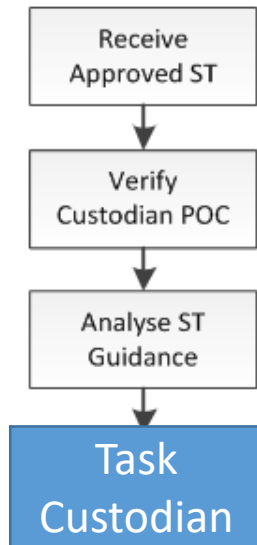 Receive
Approved ST
Verify
Custodian POC
Analyse ST
Guidance
Task
Custodian